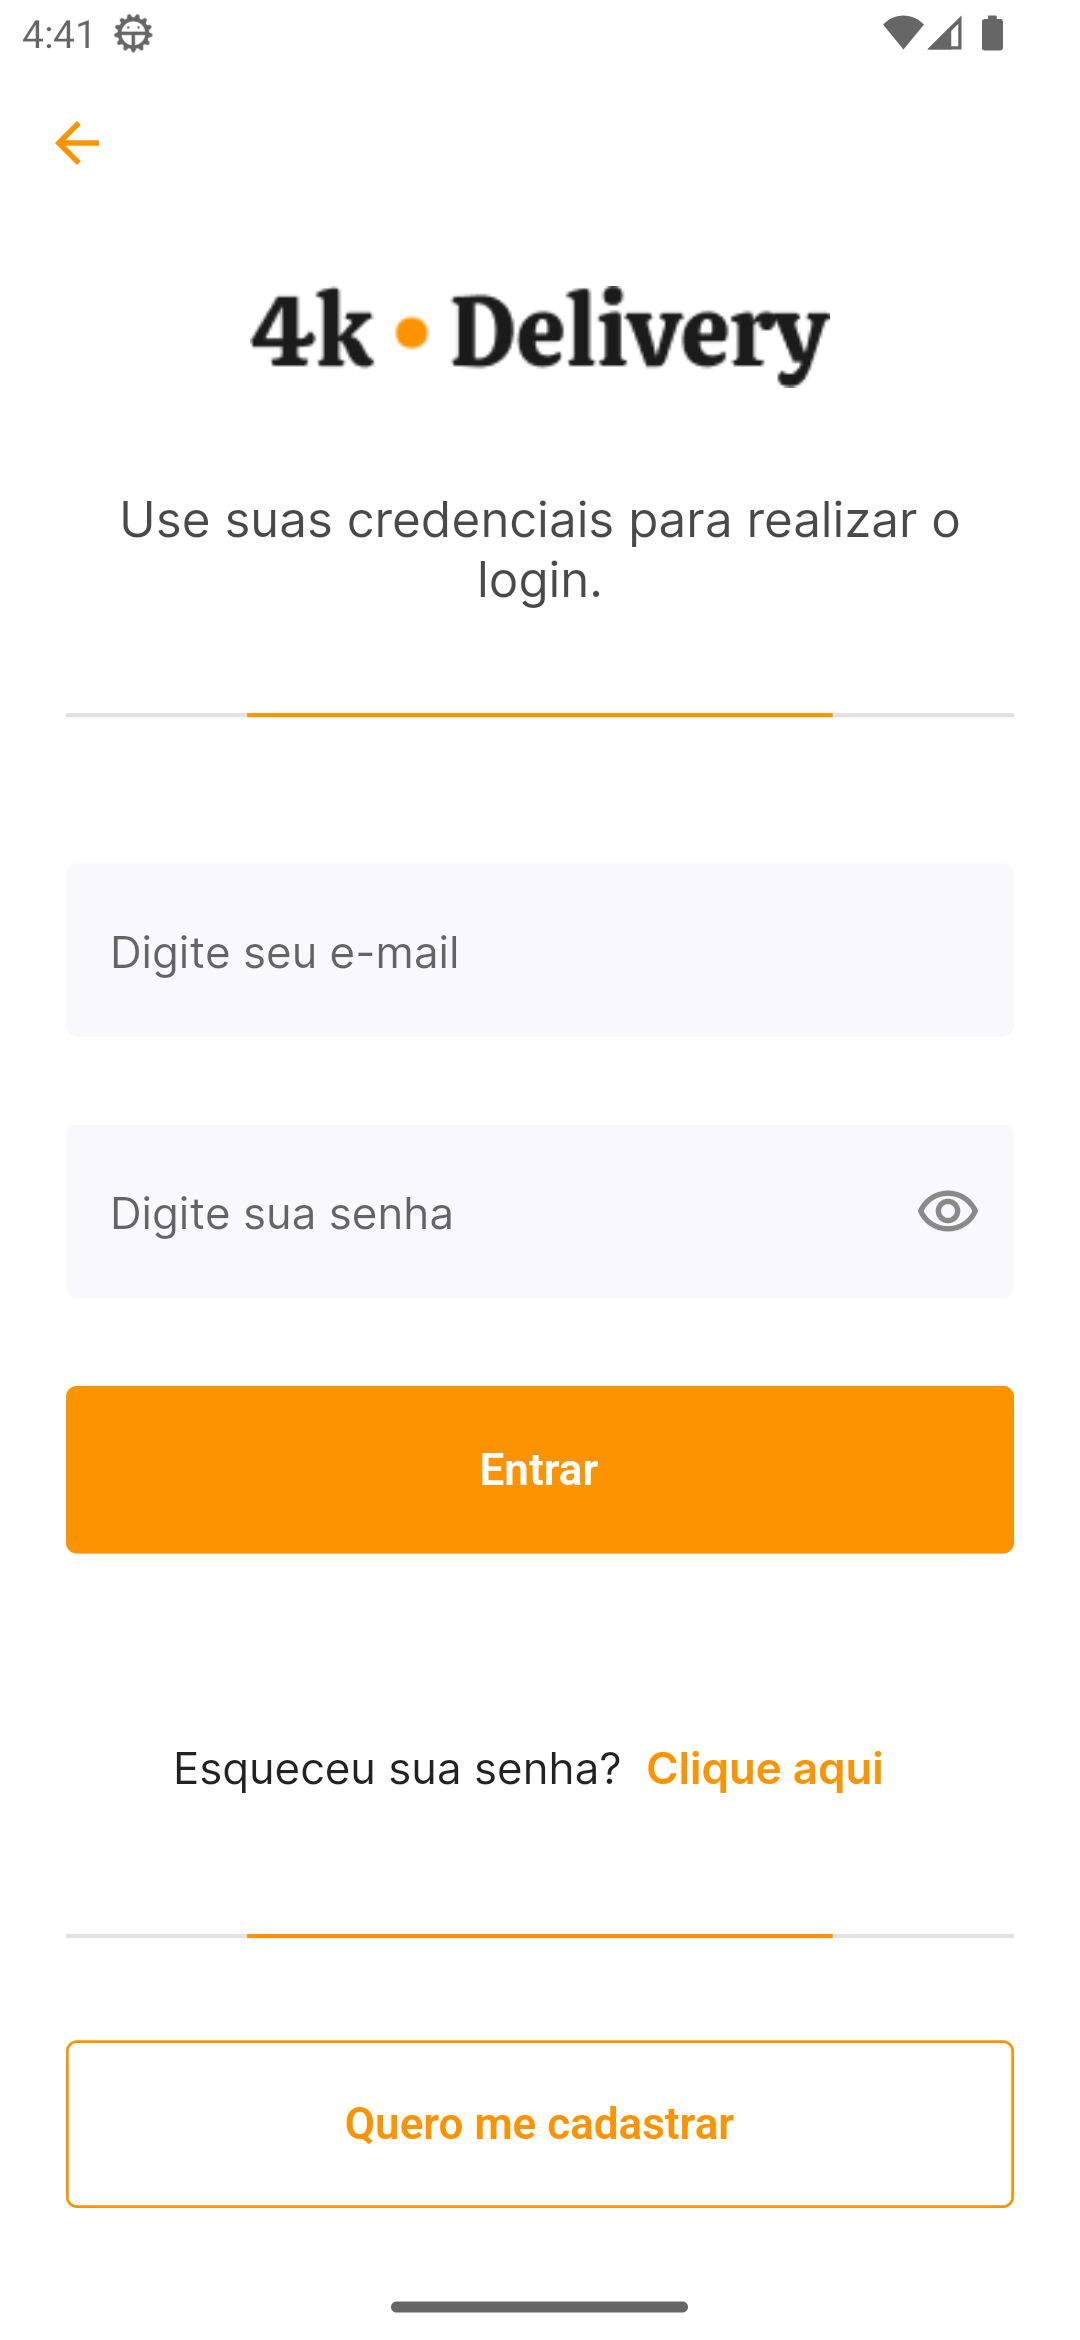 4:41
4k • Delivery
Use suas credenciais para realizar o
login.
Digite seu e-mail
Digite sua senha
Entrar
Esqueceu sua senha? Clique aqui
Quero me cadastrar